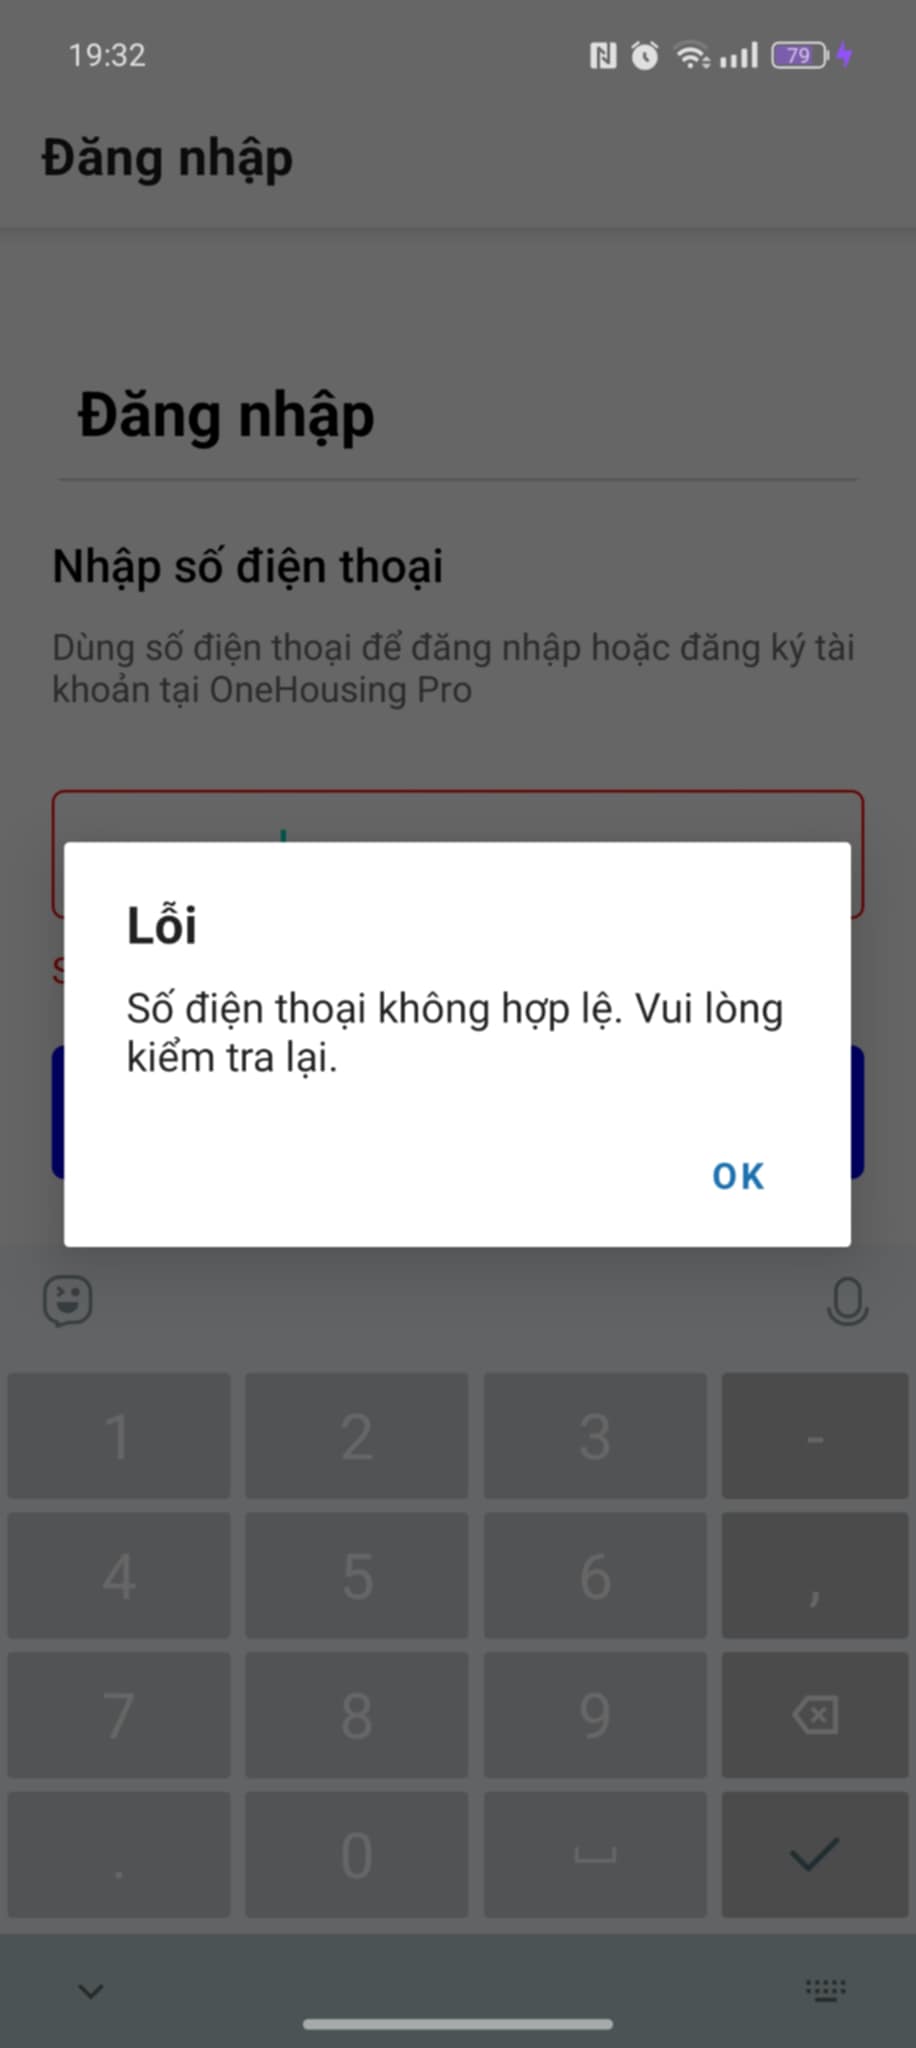 19:32
79
Đăng nhập
Đăng nhập
Nhập số điện thoại
Dùng số điện thoại để đăng nhập hoặc đăng ký tài
khoản tại OneHousing Pro
Lỗi
Số điện thoại không hợp lệ. Vui lòng
kiểm tra lại.
OK
1 2 3 -
4 5 6 ,
7 8 9
. 0